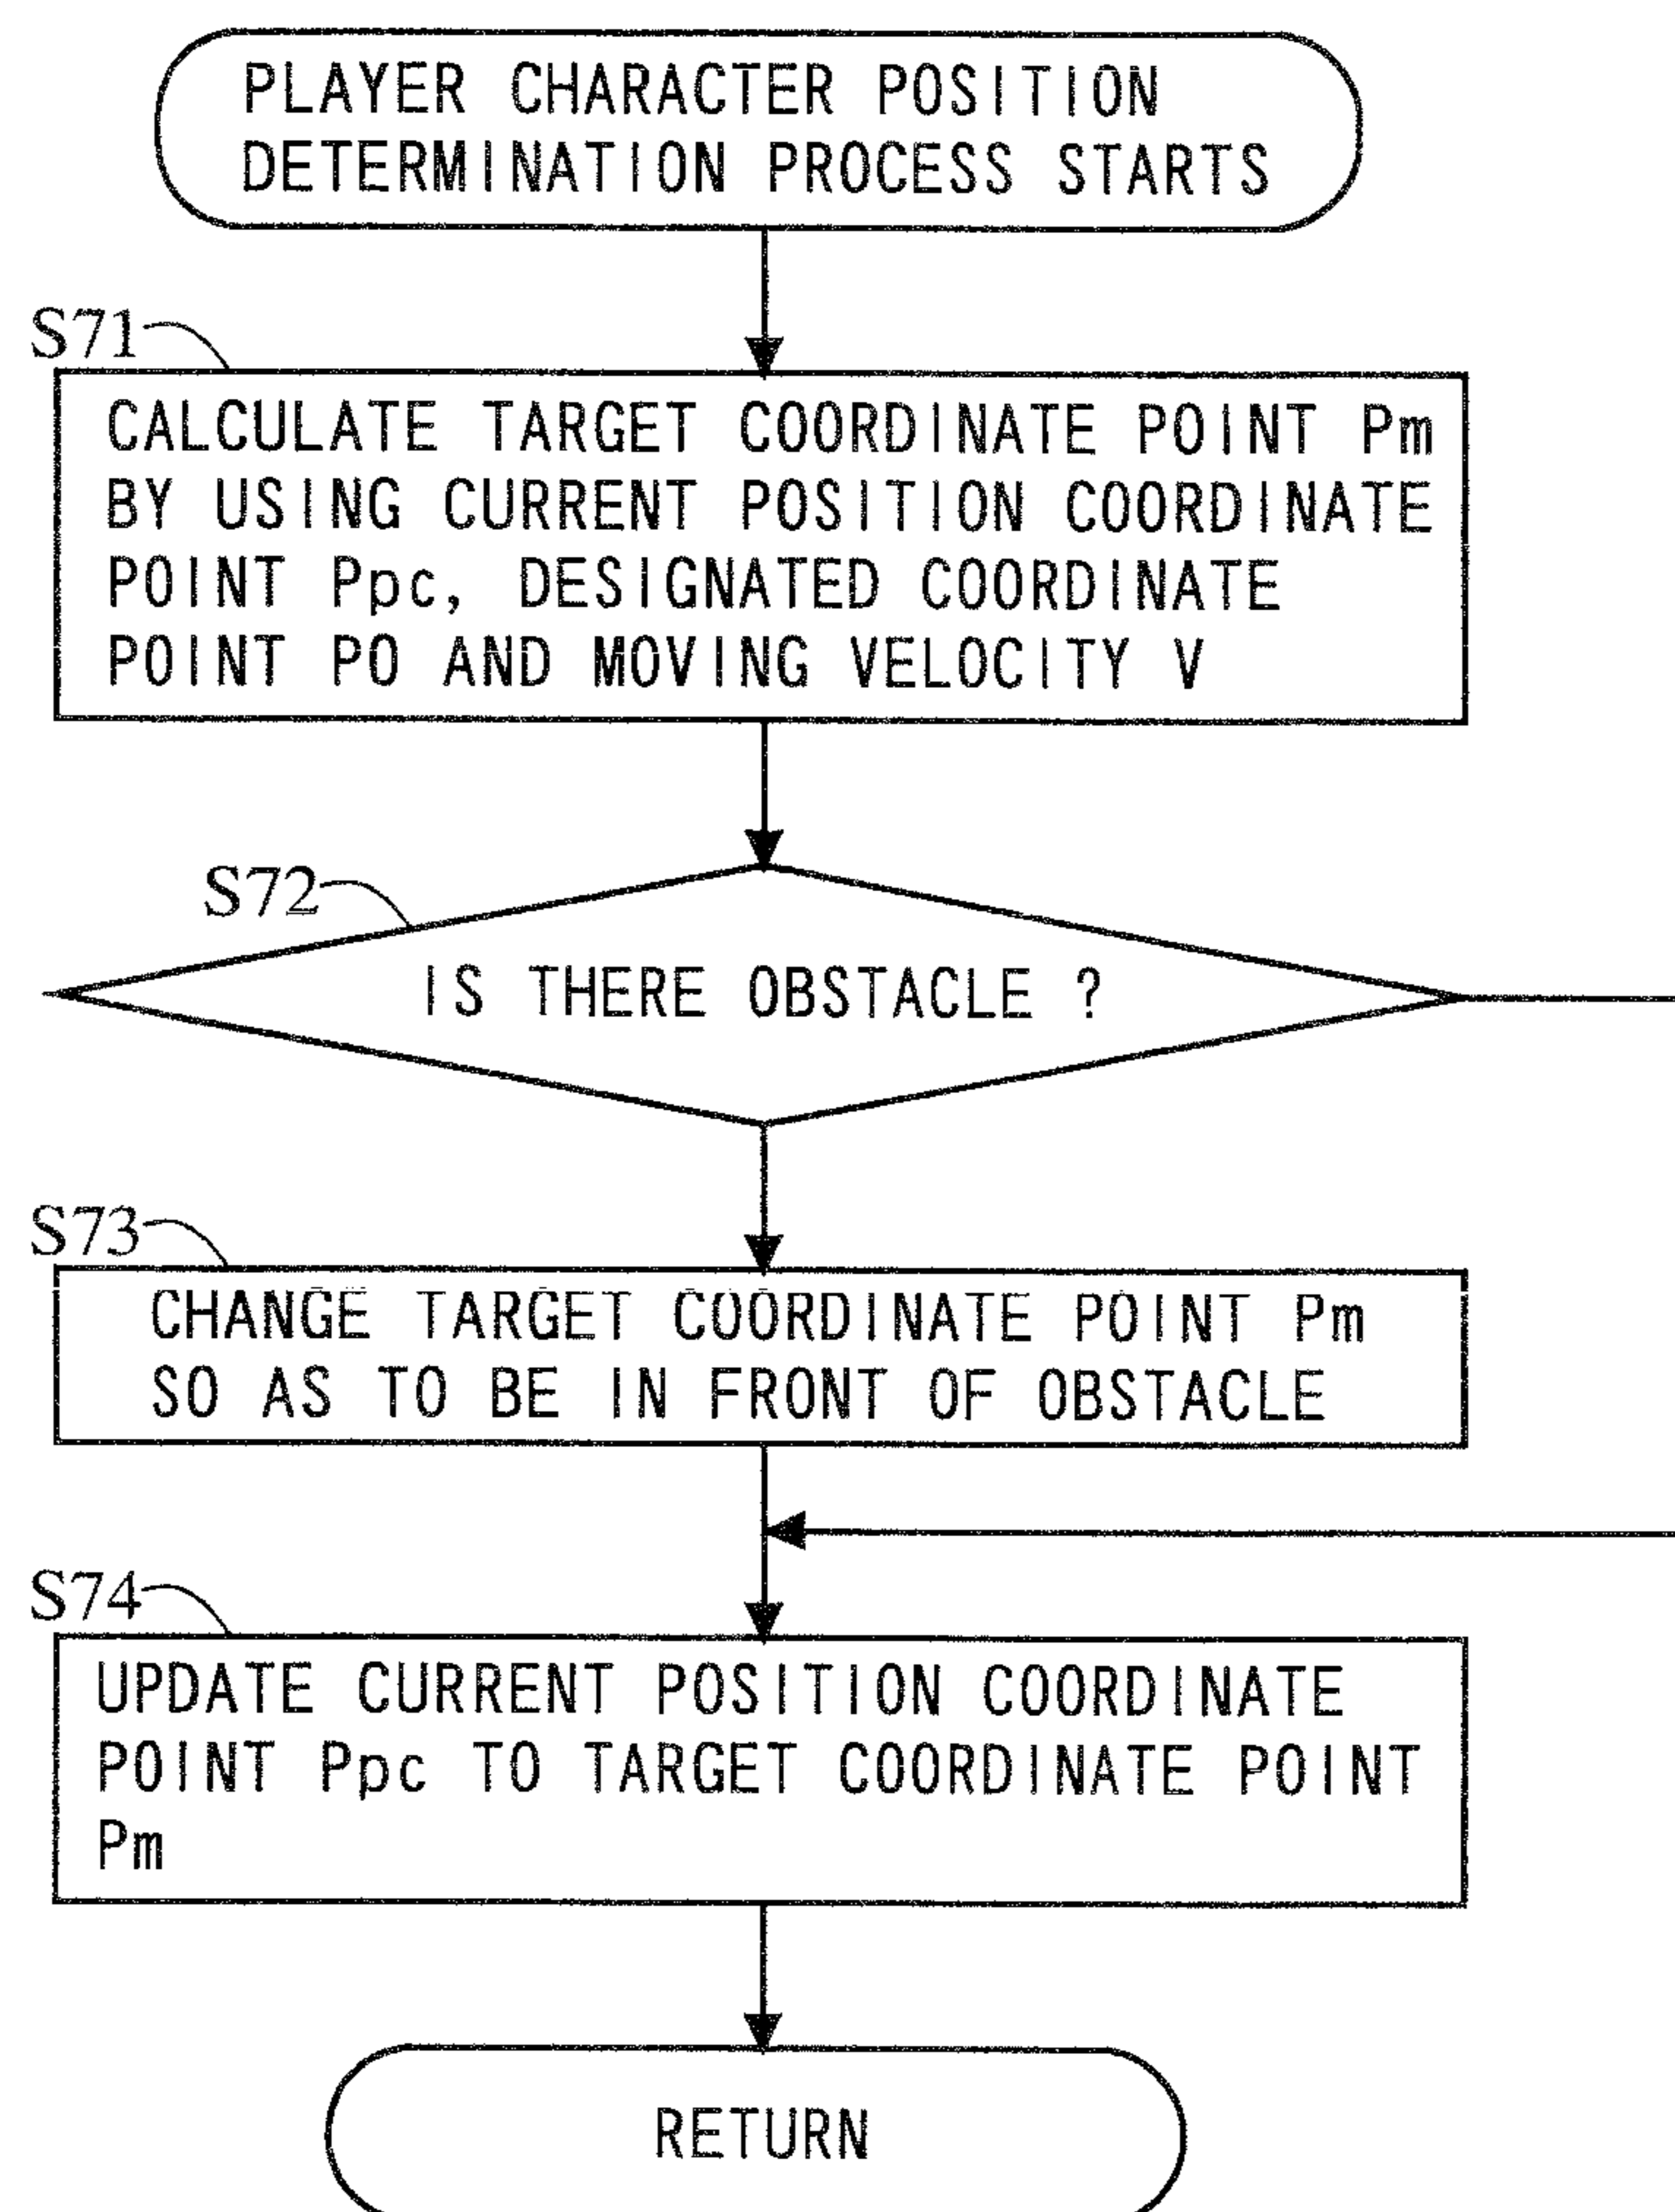 PLAYER CHARACTER POSITION
DETERMINATION PROCESS STARTS
S71
CALCULATE TARGET COORDINATE POINT Pm
BY USING CURRENT POSITION COORDINATE
POINT Ppc, DESIGNATED COORDINATE
POINT P0 AND MOVING VELOCITY V
S72
IS THERE OBSTACLE ?
S73
CHANGE TARGET COORDINATE POINT Pm
SO AS TO BE IN FRONT OF OBSTACLE
S74
UPDATE CURRENT POSITION COORDINATE
POINT Ppc TO TARGET COORDINATE POINT
Pm
RETURN